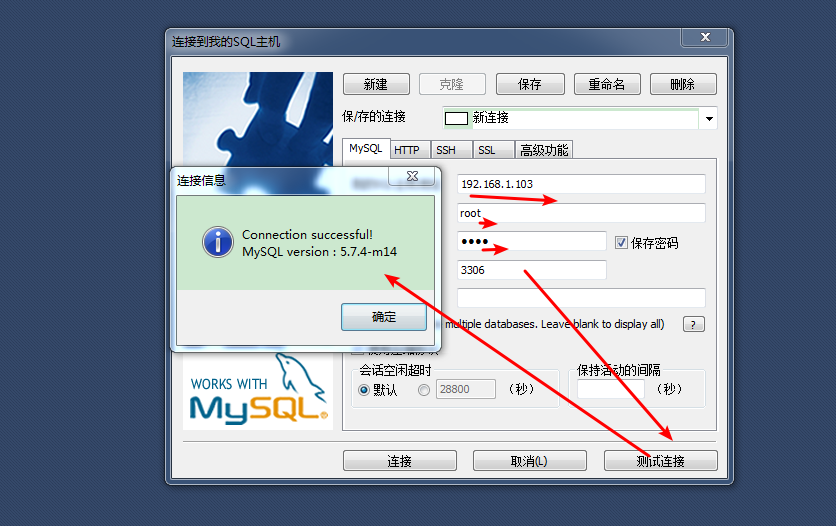 连接到我的SQL主机
新建 克隆 保存 重命名 删除
保/存的连接 新连接
MySQL HTTP SSH SSL 高级功能
192.168.1.103
root
●●●● 保存密码
3306
连接信息
Connection successful!
MySQL version : 5.7.4-m14
确定
multiple databases. Leave blank to display all) ?
会话空闲超时
默认 28800 （秒）
保持活动的间隔
（秒）
WORKS WITH
MySQL®
连接 取消(L) 测试连接